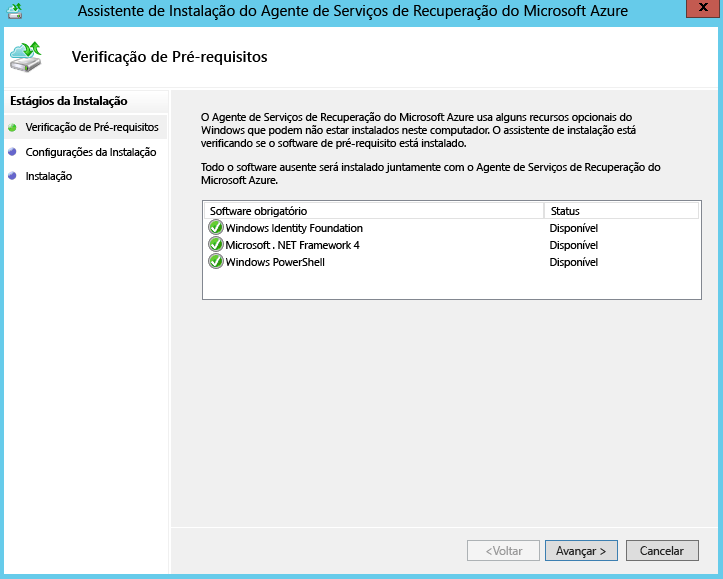 Assistente de Instalação do Agente de Serviços de Recuperação do Microsoft Azure
x
Verificação de Pré-requisitos
Estágios da Instalação
Verificação de Pré-requisitos
Configurações da Instalação
Instalação
O Agente de Serviços de Recuperação do Microsoft Azure usa alguns recursos opcionais do
Windows que podem não estar instalados neste computador. O assistente de instalação está
verificando se o software de pré-requisito está instalado.
Todo o software ausente será instalado juntamente com o Agente de Serviços de Recuperação do
Microsoft Azure.
Software obrigatório Status
Windows Identity Foundation Disponível
Microsoft . NET Framework 4 Disponível
Windows PowerShell Disponível
<Voltar Avançar > Cancelar